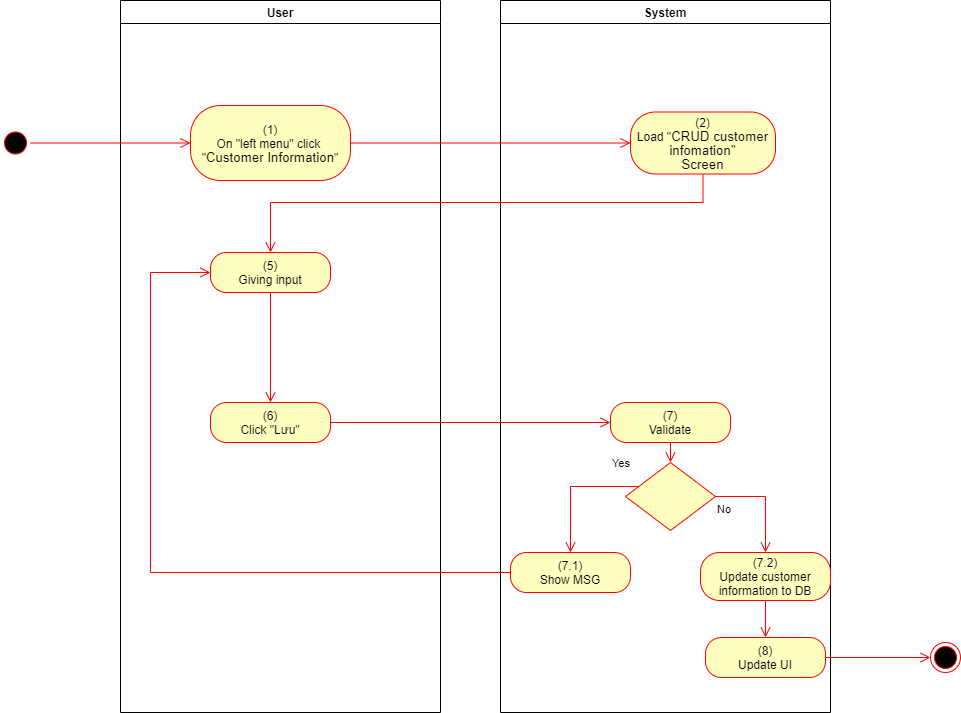 User
System
(1)
On "left menu" click
"Customer Information"
(2)
Load "CRUD customer
infomation"
Screen
(5)
Giving input
(6)
Click "Lưu"
(7)
Validate
Yes
No
(7.1)
Show MSG
(7.2)
Update customer
information to DB
(8)
Update UI